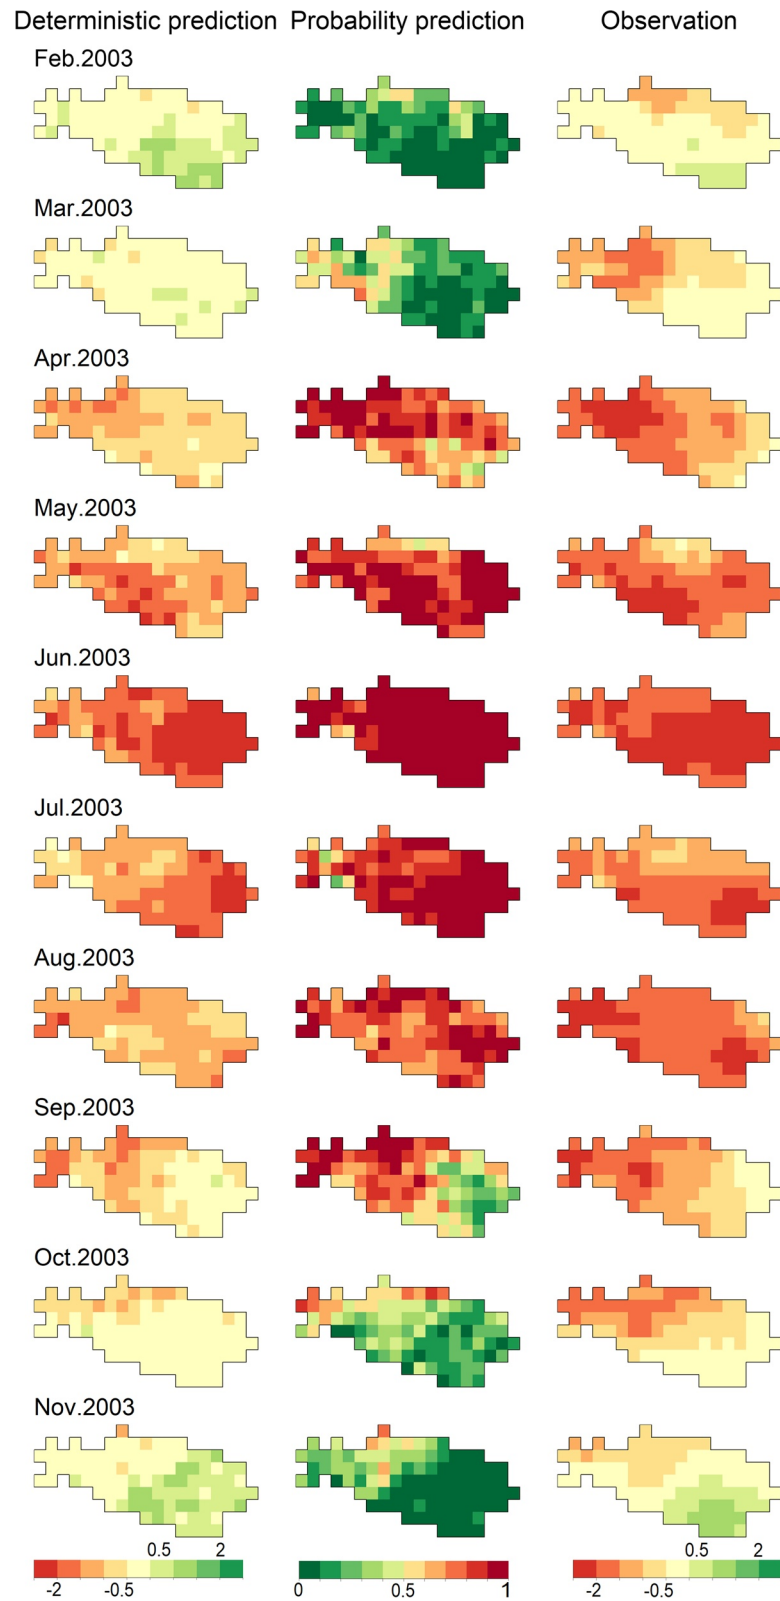 Deterministic prediction Probability prediction Observation
Feb.2003
Mar.2003
Apr.2003
May.2003
Jun.2003
Jul.2003
Aug.2003
Sep.2003
Oct.2003
Nov.2003
0.5 2 0.5 2
-2 -0.5 0 0.5 1 -2 -0.5